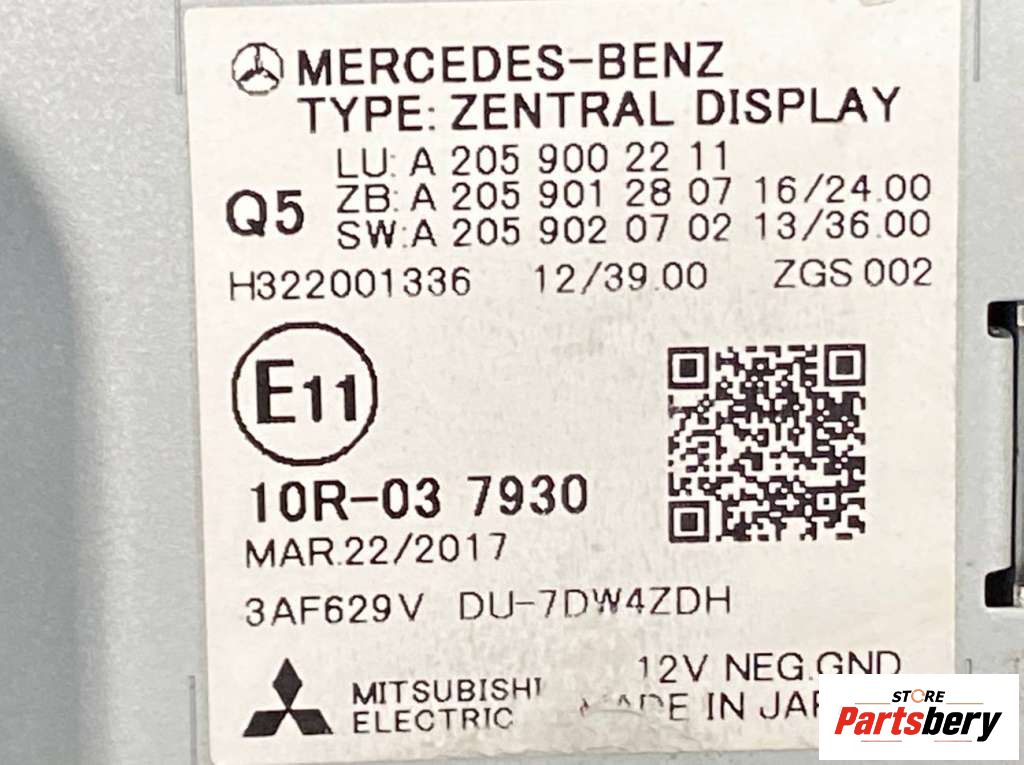 MERCEDES-BENZ
TYPE: ZENTRAL DISPLAY
LU: A 205 900 22 11
Q5 ZB: A 205 901 28 07 16/24.00
SW:A 205 902 07 02 13/36.00
H322001336 12/39.00 ZGS 002
E11
10R-03 7930
MAR.22/2017
3AF629V DU-7DW4ZDH
12V NEG.GND
MITSUBISHI
ELECTRIC
IN
STORE
Partsbery